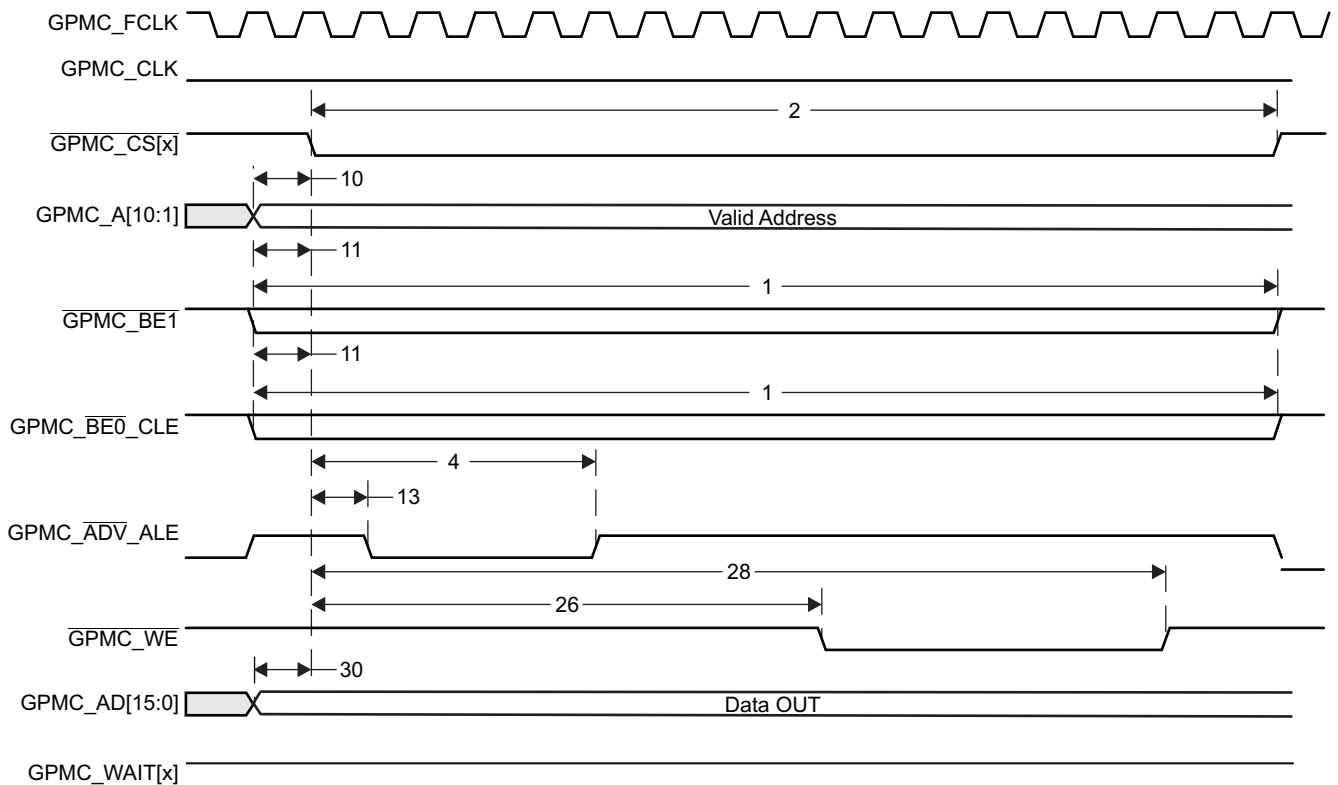 GPMC_FCLK
GPMC_CLK
2
GPMC_CS[x]
10
GPMC_A[10:1]
Valid Address
11
1
GPMC_BE1
11
1
GPMC_BE0_CLE
4
13
GPMC_ADV_ALE
28
26
GPMC_WE
30
GPMC_AD[15:0]
Data OUT
GPMC_WAIT[x]